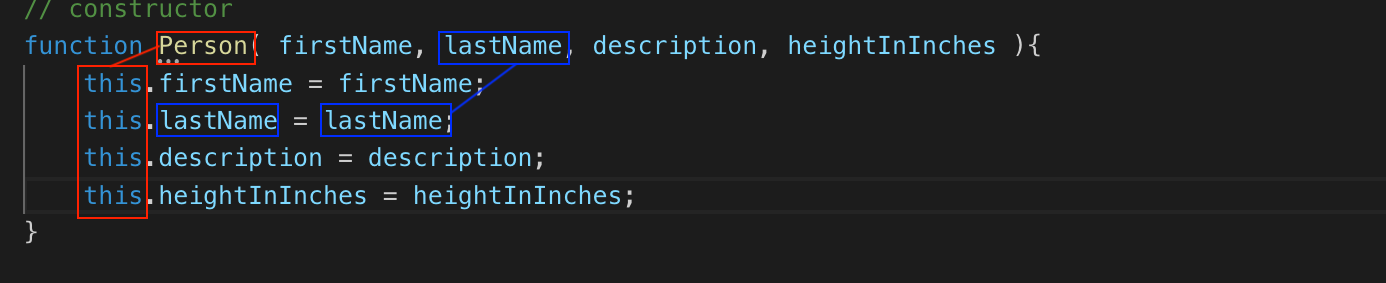 // constructor
function Person( firstName, lastName, description, heightInInches ){
    this.firstName = firstName;
    this.lastName = lastName;
    this.description = description;
    this.heightInInches = heightInInches;
}